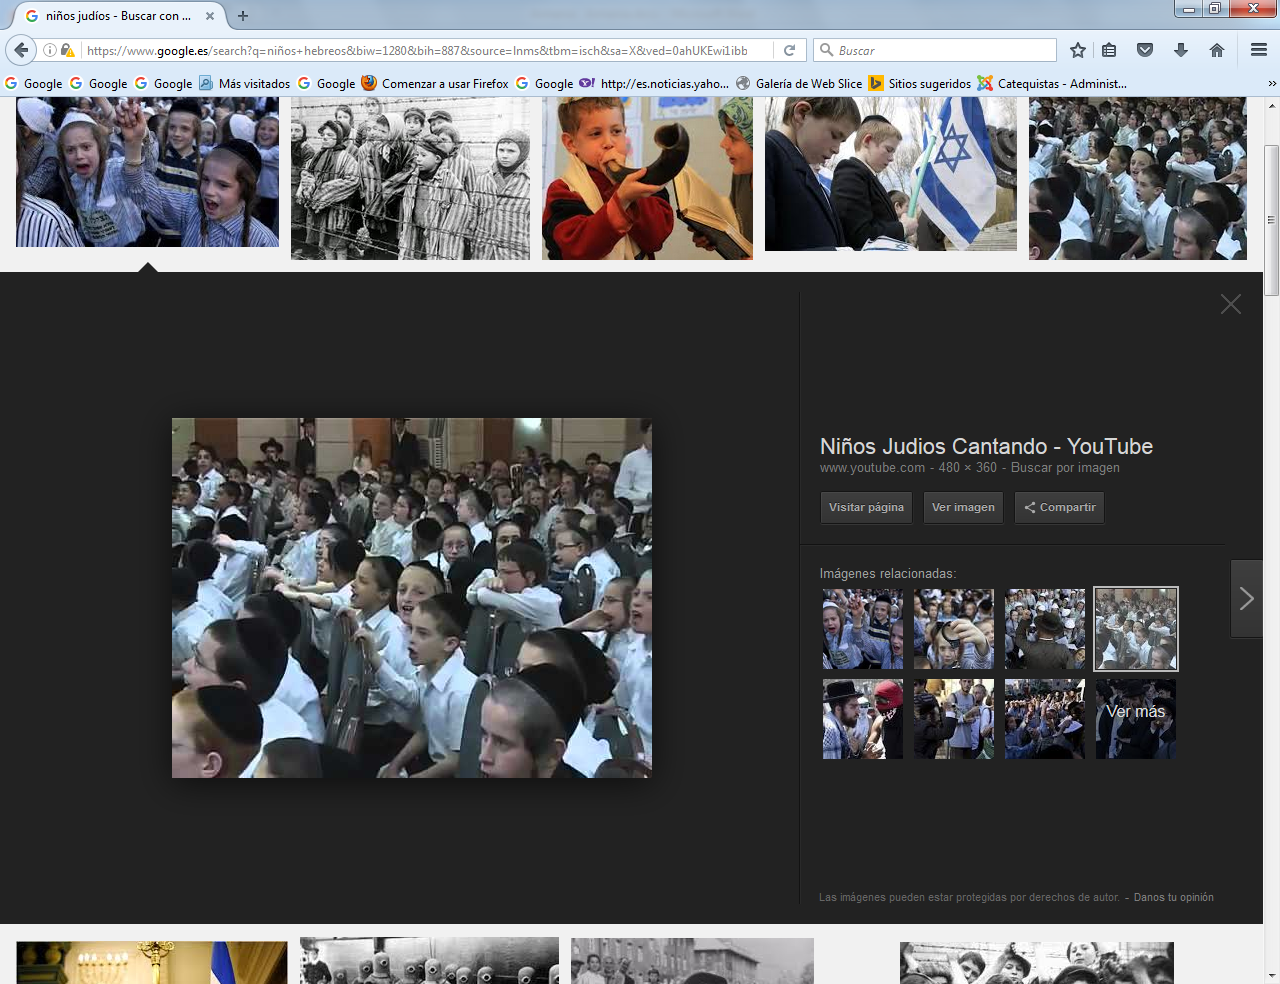 niños judíos - Buscar con ...
https://www.google.es/search?q=niños+hebreos&biw=1280&bih=887&source=lnms&tbm=isch&sa=X&ved=0ahUKEwi1ibb
Buscar
Google Google Google Más visitados Google Comenzar a usar Firefox Google http://es.noticias.yaho... Galería de Web Slice Sitios sugeridos Catequistas - Administ... »
Niños Judios Cantando - YouTube
www.youtube.com - 480 × 360 - Buscar por imagen
Visitar página Ver imagen Compartir
Imágenes relacionadas:
Ver más
Las imágenes pueden estar protegidas por derechos de autor. - Danos tu opinión